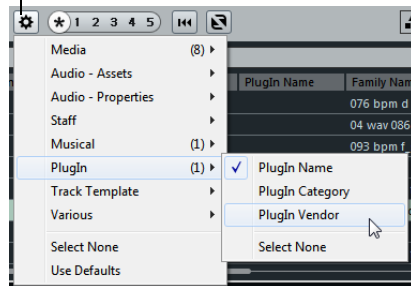 1 2 3 4 5
Media (8)
PlugIn Name Family Nam
Audio - Assets
076 bpm d
Audio - Properties
04 wav 086
Staff
093 bpm f
Musical (1)
PlugIn (1)
PlugIn Name
Track Template
PlugIn Category
Various
PlugIn Vendor
Select None
Select None
Use Defaults